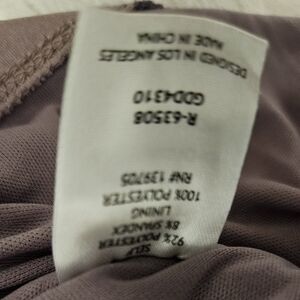 SELF
92% POLYESTER
8% SPANDEX
LINING
100% POLYESTER
RN# 139705
GDD4310
R-63508
MADE IN CHINA
DESIGNED IN LOS ANGELES